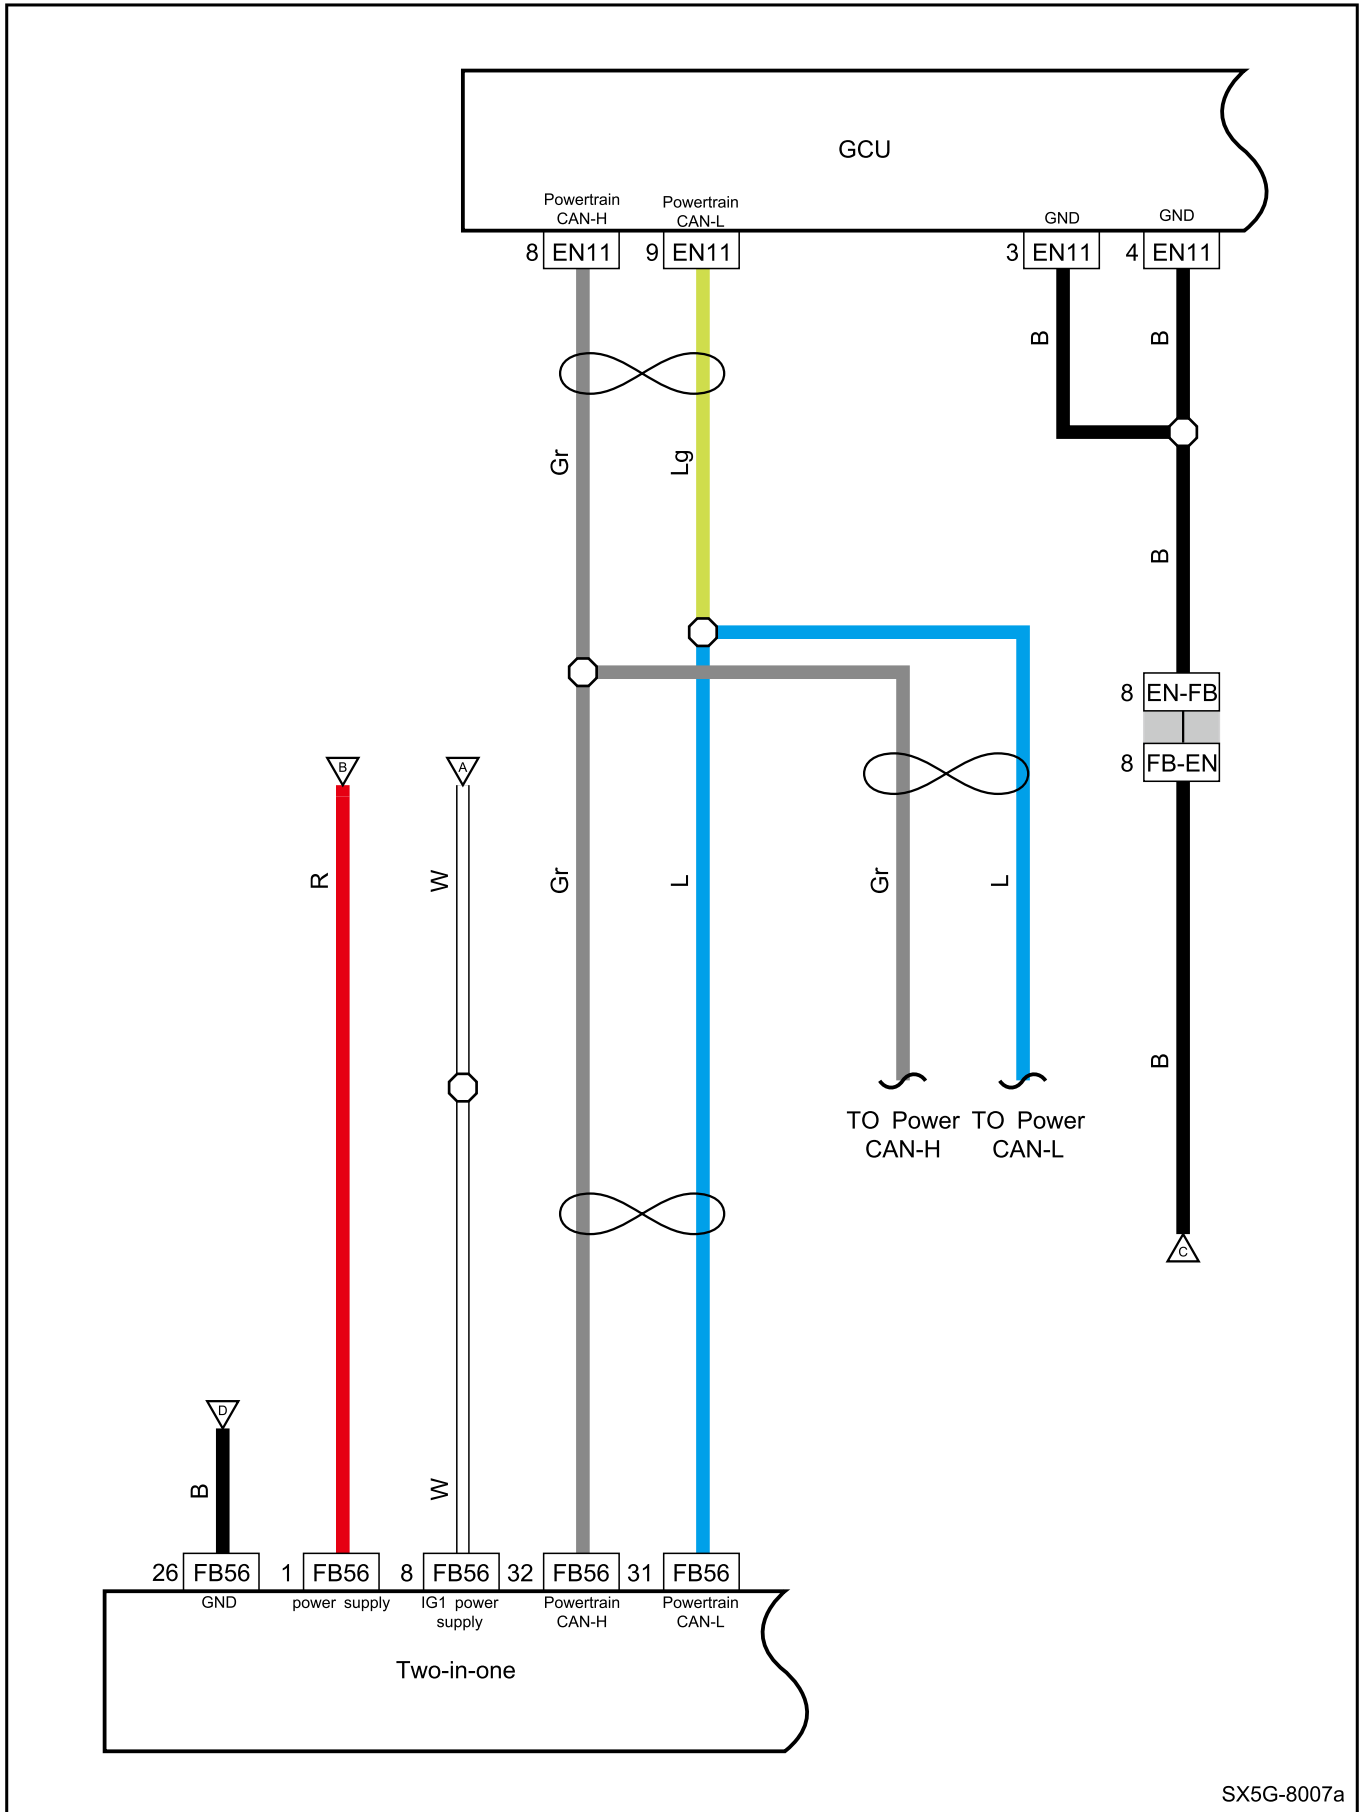 GCU
Powertrain
CAN-H
Powertrain
CAN-L
GND
GND
8 EN11
9 EN11
3 EN11
4 EN11
B
B
Gr
Lg
B
8 EN-FB
8 FB-EN
B
A
R
W
Gr
L
Gr
L
B
TO Power
CAN-H
TO Power
CAN-L
C
D
B
W
26 FB56
1 FB56
8 FB56
32 FB56
31 FB56
GND
power supply
IG1 power
supply
Powertrain
CAN-H
Powertrain
CAN-L
Two-in-one
SX5G-8007a